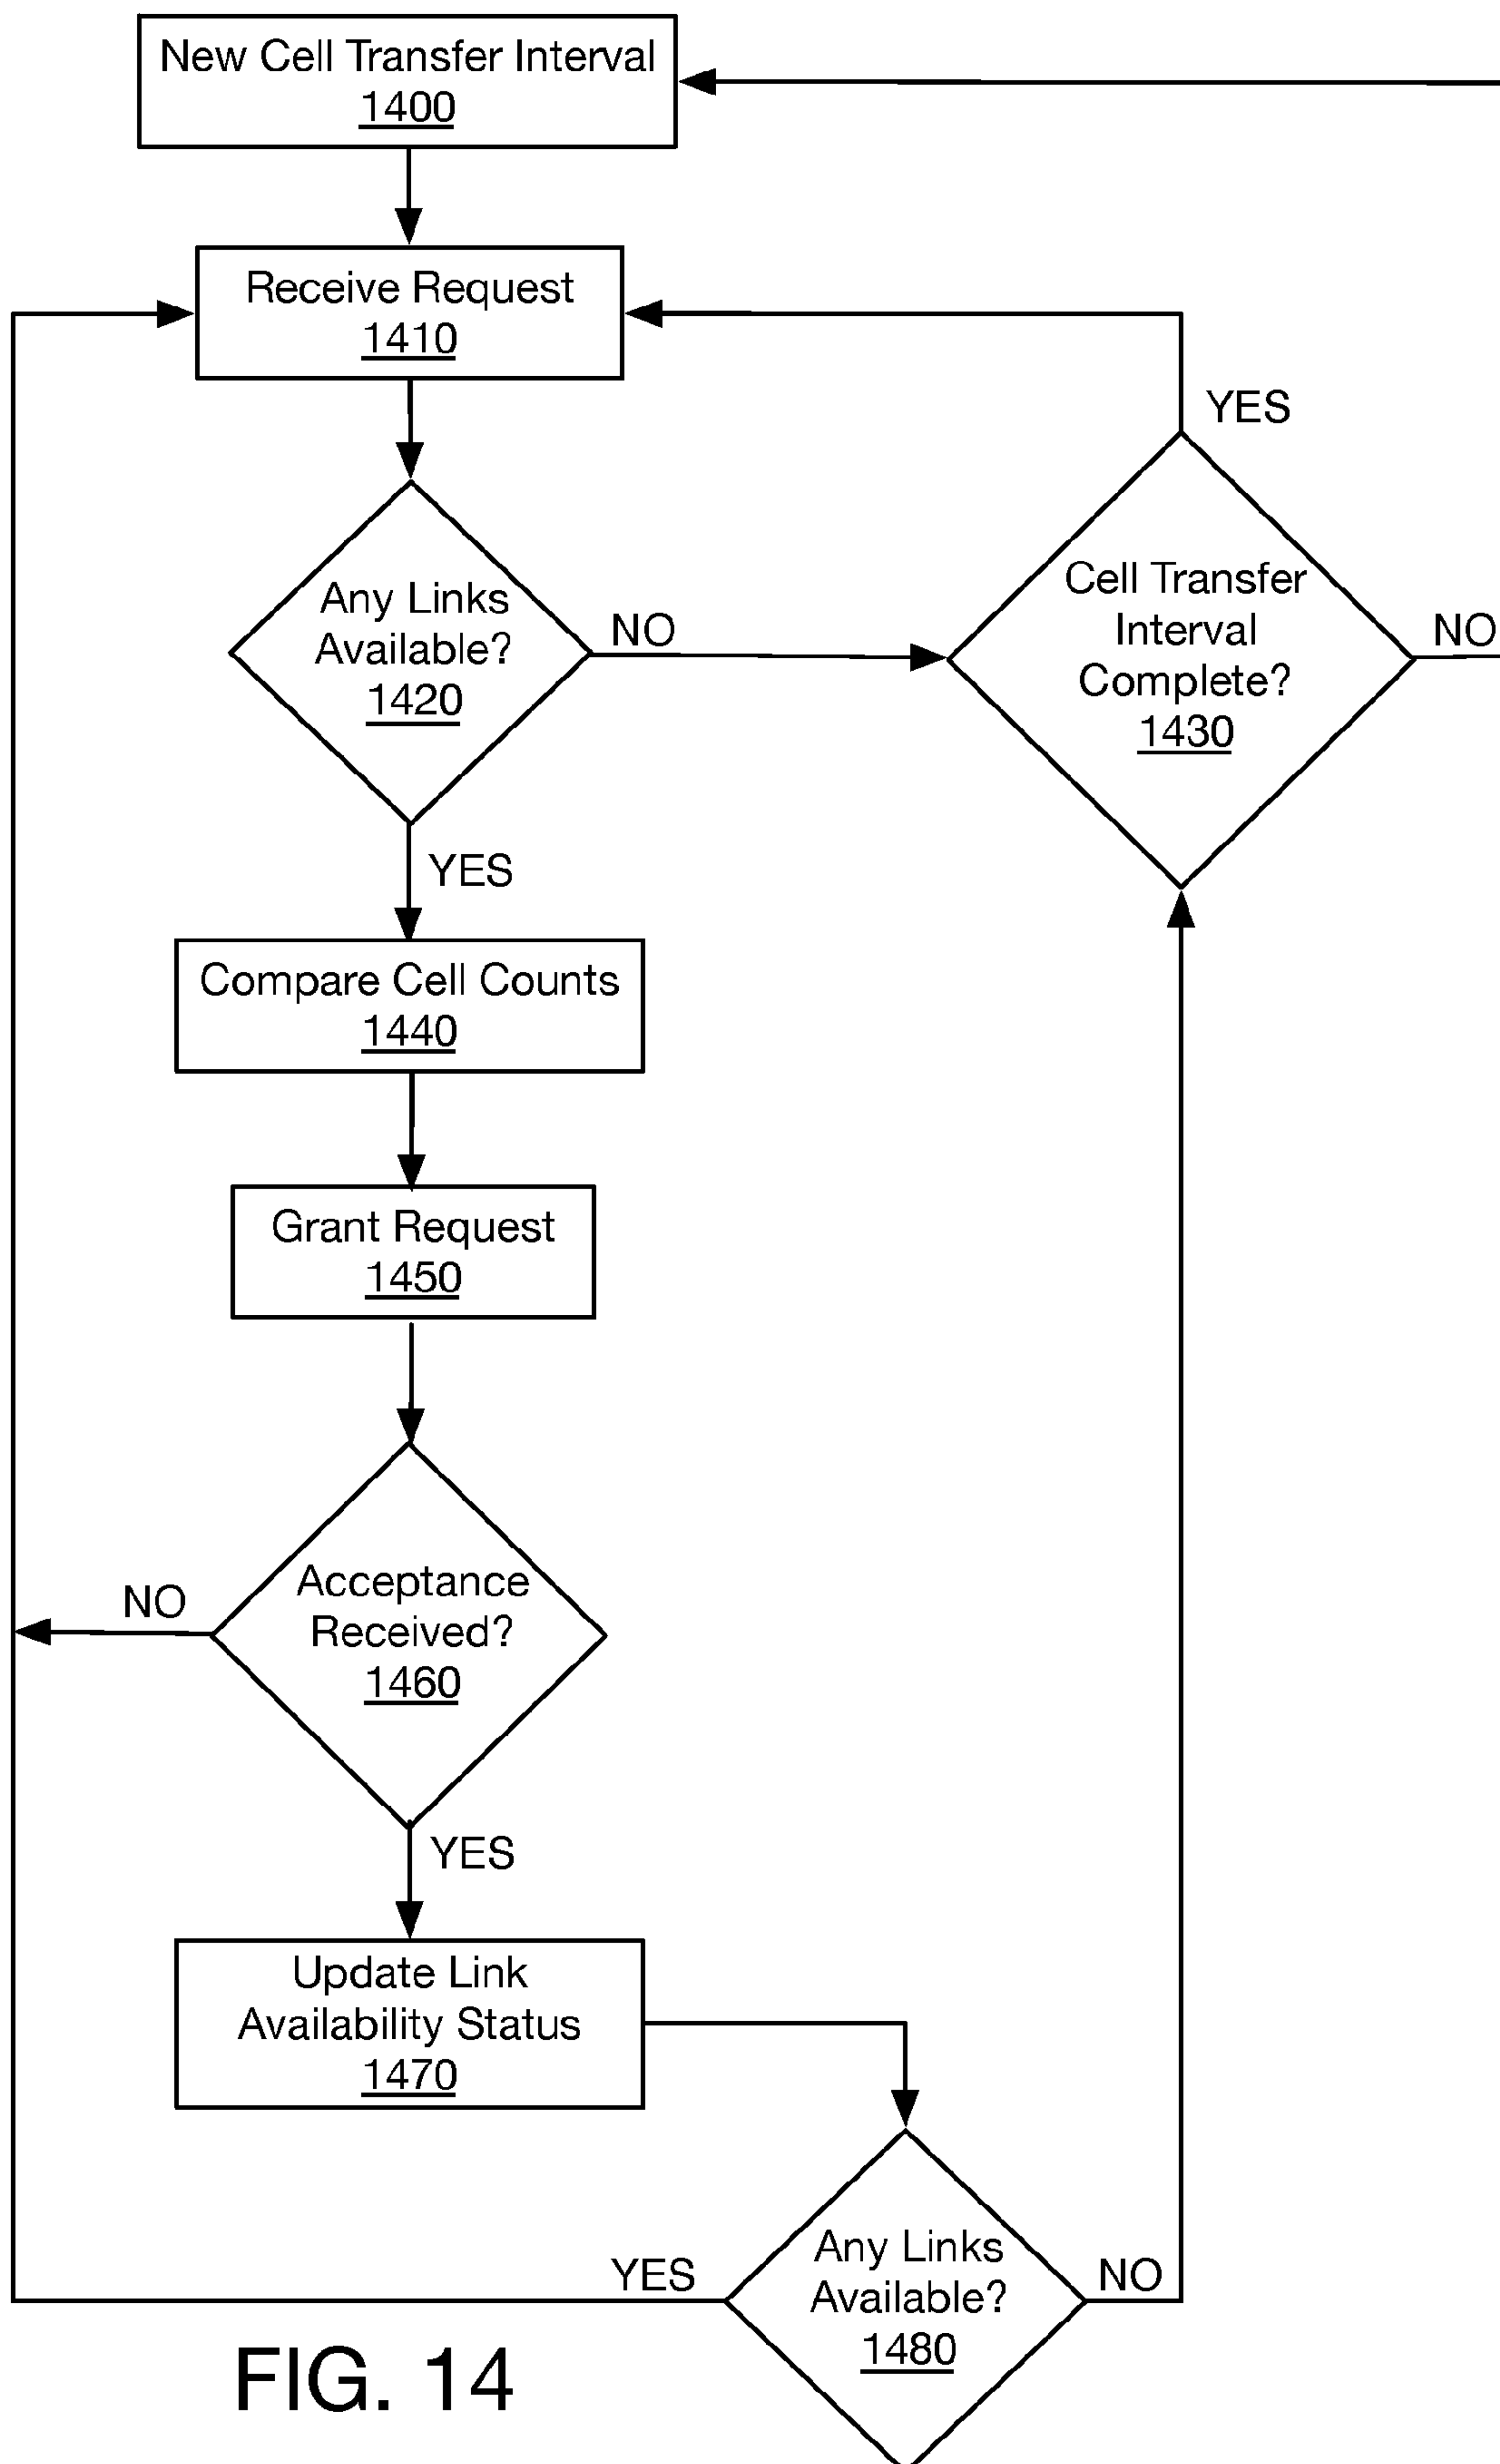 New Cell Transfer Interval
1400
Receive Request
1410
YES
Any Links
Available?
1420
NO
Cell Transfer
Interval
Complete?
1430
NO
YES
Compare Cell Counts
1440
Grant Request
1450
Acceptance
Received?
1460
NO
YES
Update Link
Availability Status
1470
Any Links
Available?
1480
YES
NO
FIG. 14